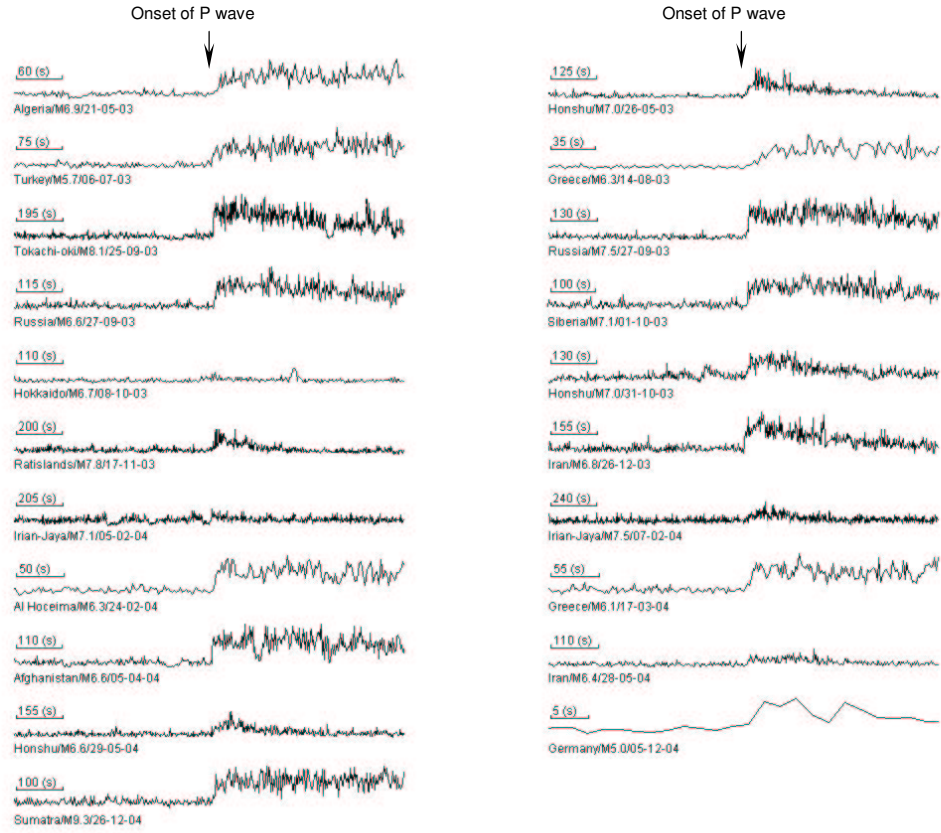 Onset of P wave
60 (s)
Algeria/M6.9/21-05-03
75 (s)
Turkey/M5.7/06-07-03
195 (s)
Tokachi-oki/M8.1/25-09-03
115 (s)
Russia/M6.6/27-09-03
110 (s)
Hokkaido/M6.7/08-10-03
200 (s)
Ratislands/M7.8/17-11-03
205 (s)
Irian-Jaya/M7.1/05-02-04
50 (s)
Al Hoceima/M6.3/24-02-04
110 (s)
Afghanistan/M6.6/05-04-04
155 (s)
Honshu/M6.6/29-05-04
100 (s)
Sumatra/M9.3/26-12-04
Onset of P wave
125 (s)
Honshu/M7.0/26-05-03
35 (s)
Greece/M6.3/14-08-03
130 (s)
Russia/M7.5/27-09-03
100 (s)
Siberia/M7.1/01-10-03
130 (s)
Honshu/M7.0/31-10-03
155 (s)
Iran/M6.8/26-12-03
240 (s)
Irian-Jaya/M7.5/07-02-04
55 (s)
Greece/M6.1/17-03-04
110 (s)
Iran/M6.4/28-05-04
5 (s)
Germany/M5.0/05-12-04